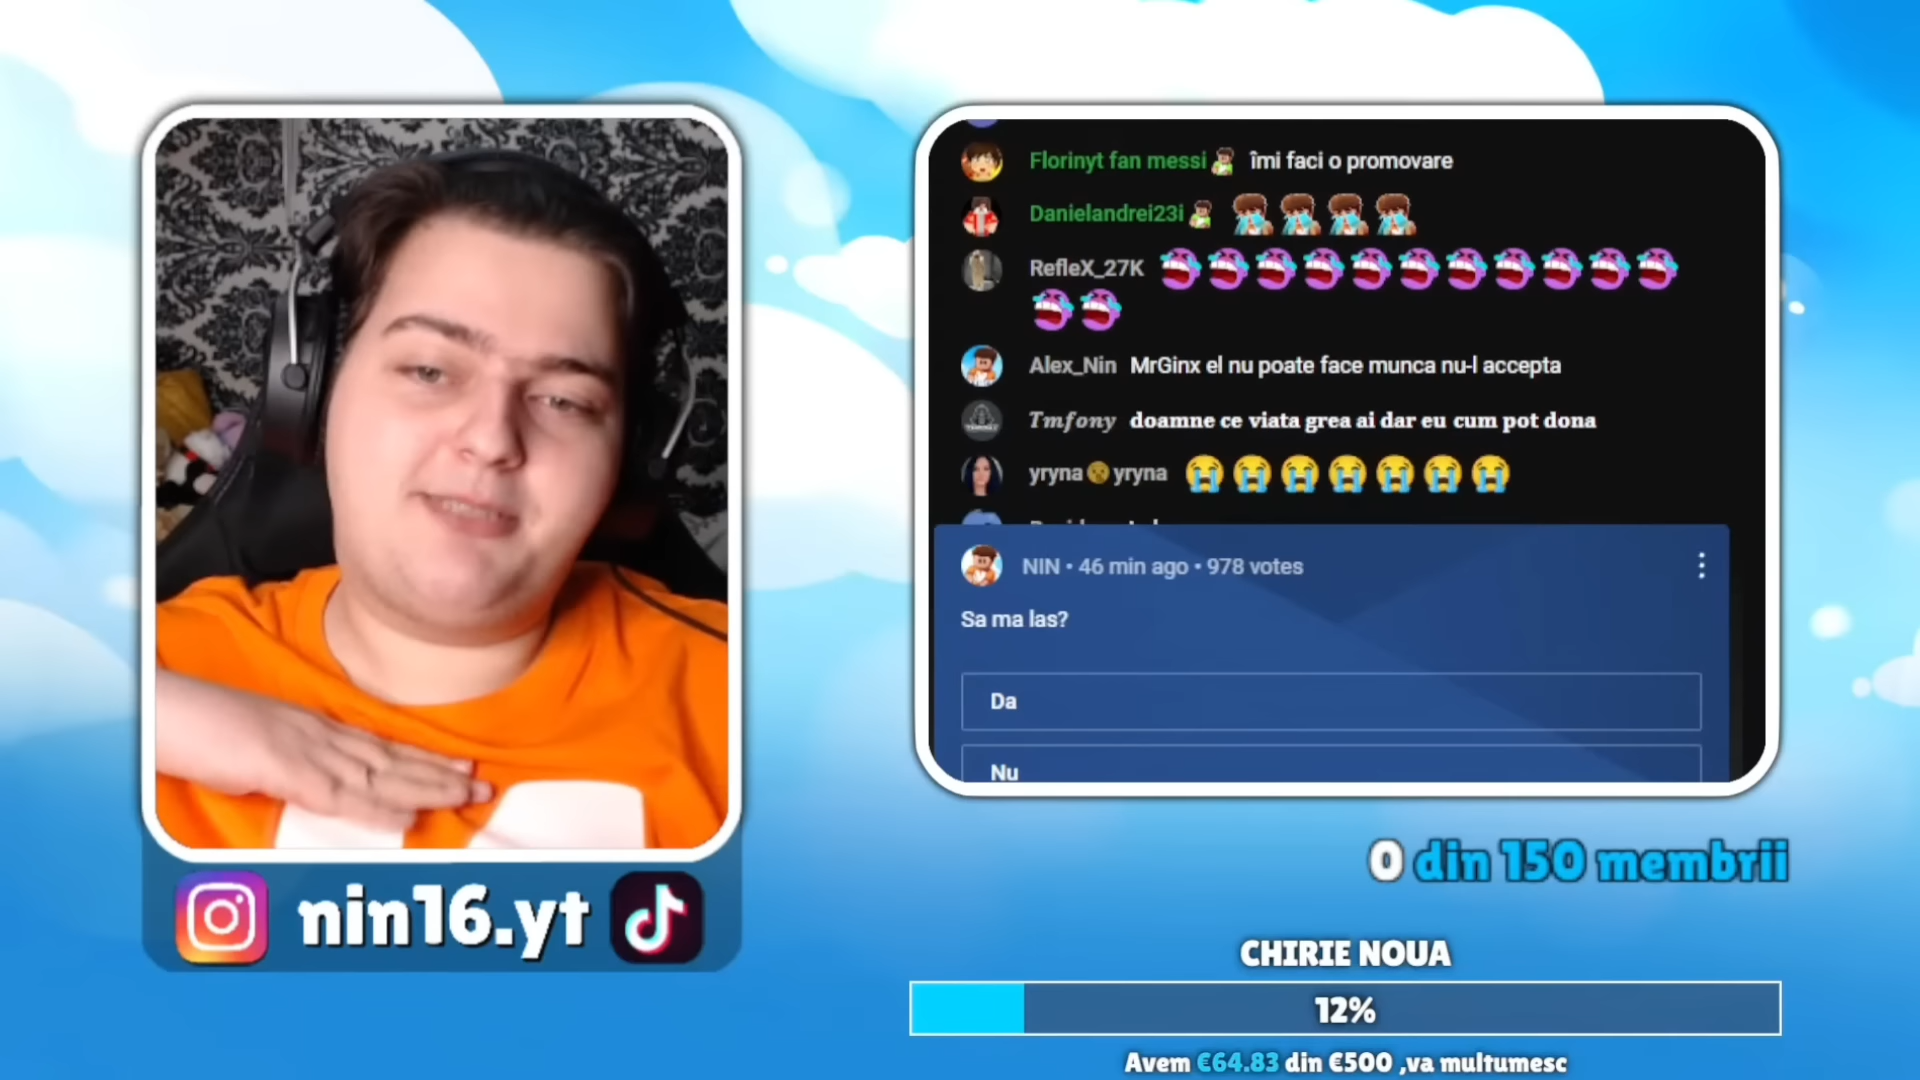 Florinyt fan messi îmi faci o promovare
Danielandrei23i
RefleX_27K
Alex_Nin MrGinx el nu poate face munca nu-l accepta
Tmfony doamne ce viata grea ai dar eu cum pot dona
yryna yryna
NIN • 46 min ago • 978 votes
Sa ma las?
Da
Nu
nin16.yt
0 din 150 membrii
CHIRIE NOUA
12%
Avem €64.83 din €500 ,va multumesc